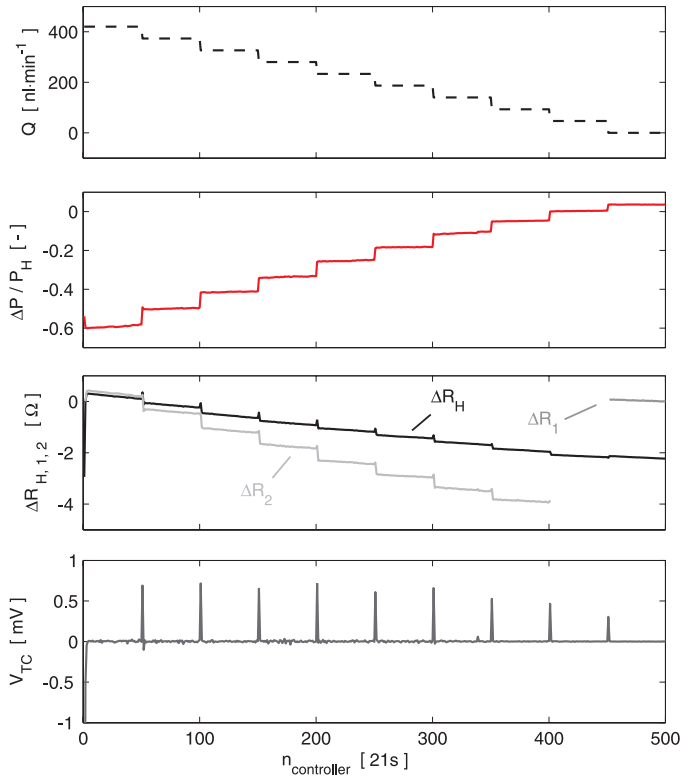 Q [ nl·min⁻¹ ]
400
200
0
ΔP / P_H [ - ]
0
-0.2
-0.4
-0.6
ΔR_H, 1, 2 [ Ω ]
0
-2
-4
ΔR_H
ΔR_1
ΔR_2
V_TC [ mV ]
1
0.5
0
-0.5
-1
0 100 200 300 400 500
n_controller [ 21s ]